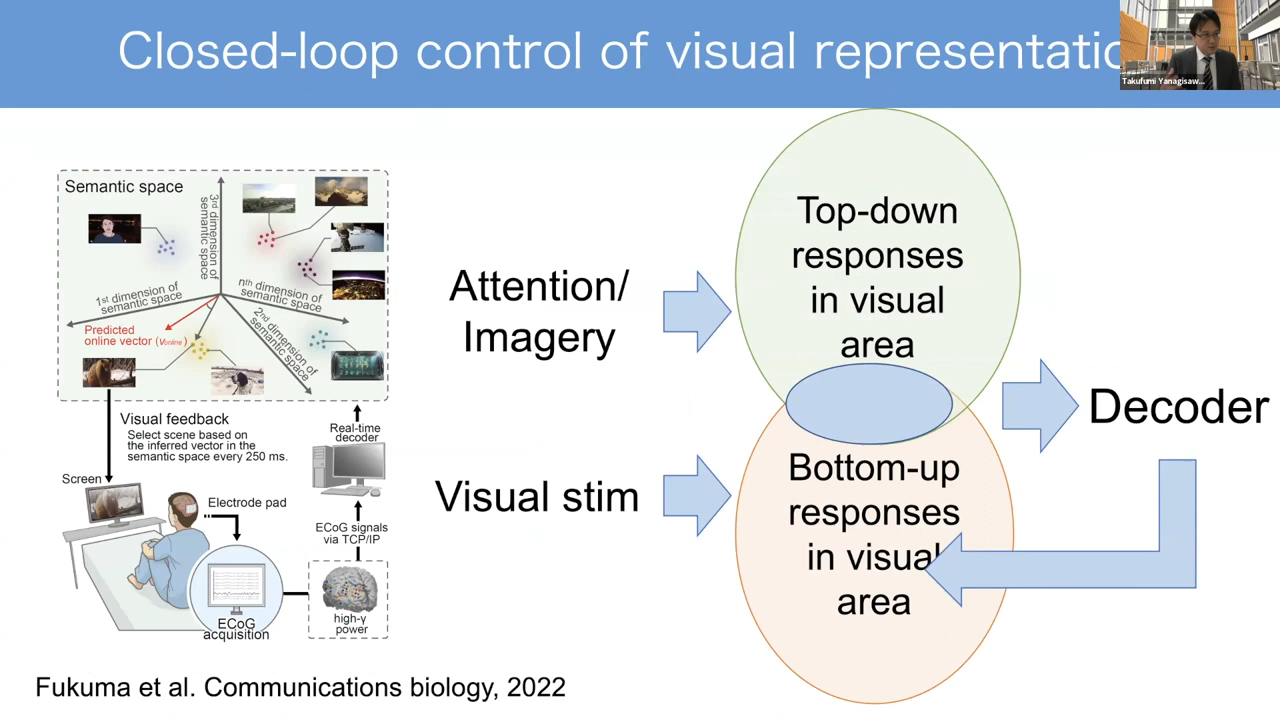 Closed-loop control of visual representatio
Takufumi Yanagisaw...
Semantic space
3rd dimension of
semantic space
1st dimension of
semantic space
nth dimension of
semantic space
2nd dimension of
semantic space
Predicted
online vector (vonline)
Visual feedback
Select scene based on
the inferred vector in the
semantic space every 250 ms.
Screen
Electrode pad
Real-time
decoder
ECoG signals
via TCP/IP
ECoG
acquisition
high-γ
power
Attention/
Imagery
Visual stim
Top-down
responses
in visual
area
Bottom-up
responses
in visual
area
Decoder
Fukuma et al. Communications biology, 2022